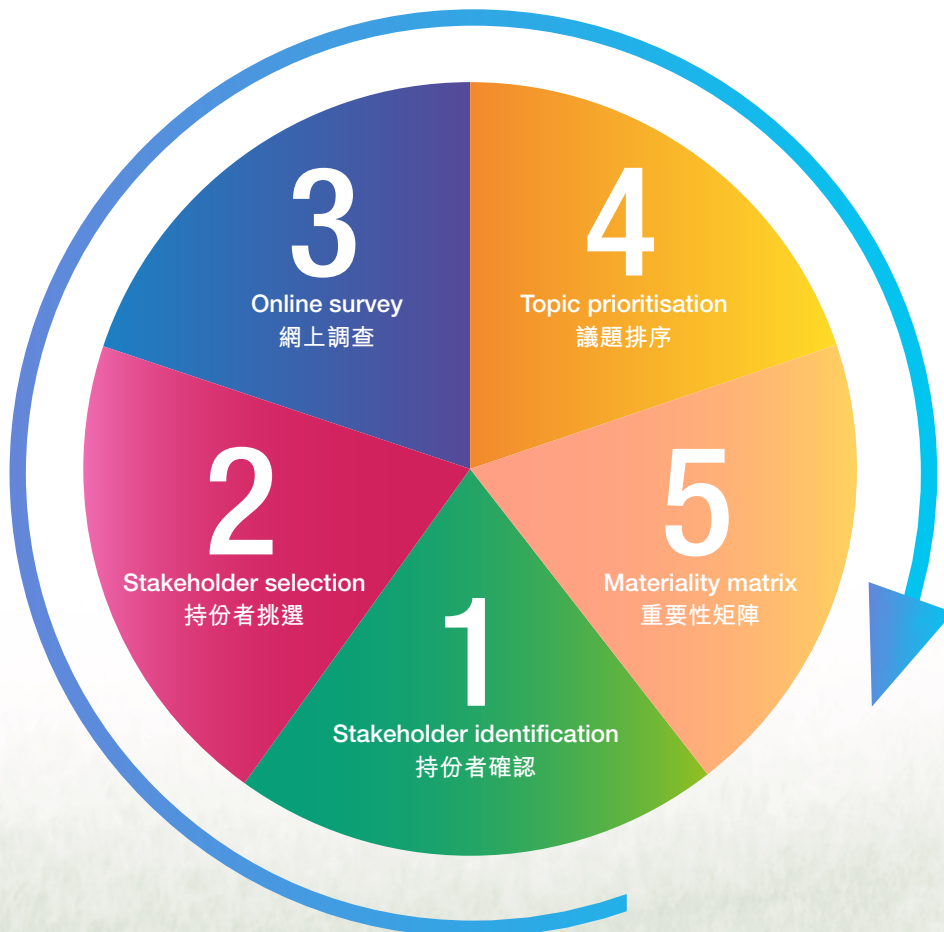 1
Stakeholder identification
持份者確認
2
Stakeholder selection
持份者挑選
3
Online survey
網上調查
4
Topic prioritisation
議題排序
5
Materiality matrix
重要性矩陣